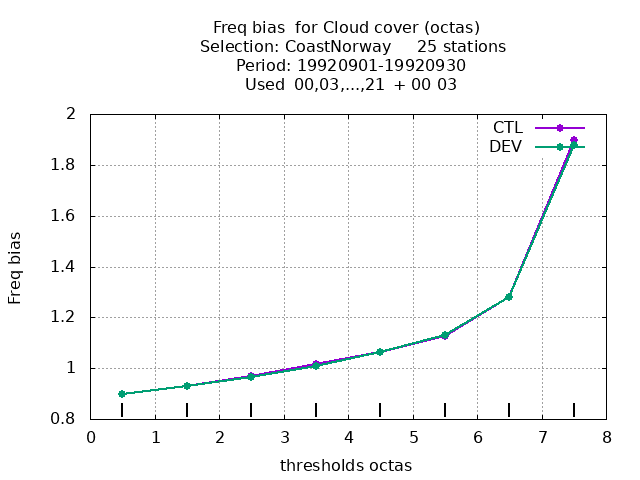 Freq bias  for Cloud cover (octas)
Selection: CoastNorway     25 stations
Period: 19920901-19920930
Used  00,03,...,21  + 00 03
CTL
DEV
Freq bias
2
1.8
1.6
1.4
1.2
1
0.8
0 1 2 3 4 5 6 7 8
thresholds octas